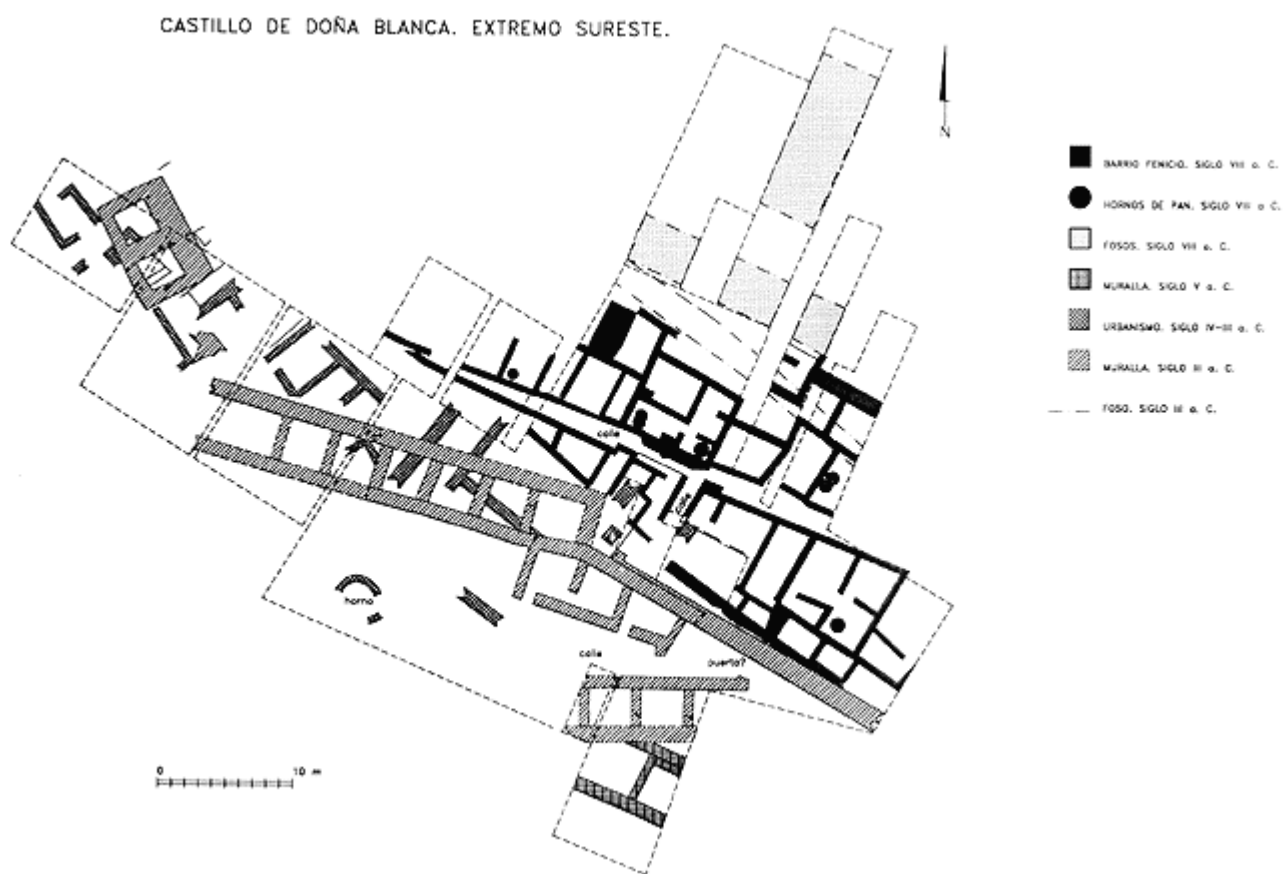 CASTILLO DE DOÑA BLANCA. EXTREMO SURESTE.
N
BARRIO FENICIO. SIGLO VIII a. C.
HORNOS DE PAN. SIGLO VIII a. C.
FOSOS. SIGLO VIII a. C.
MURALLA. SIGLO V a. C.
URBANISMO. SIGLO IV-III a. C.
MURALLA. SIGLO III a. C.
FOSO. SIGLO III a. C.
calle
calle
horno
calle
puerta?
0 10 m